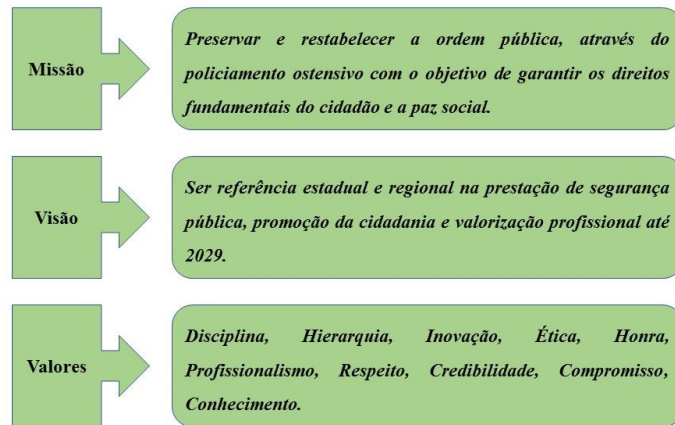 Missão
Preservar e restabelecer a ordem pública, através do
policiamento ostensivo com o objetivo de garantir os direitos
fundamentais do cidadão e a paz social.
Visão
Ser referência estadual e regional na prestação de segurança
pública, promoção da cidadania e valorização profissional até
2029.
Valores
Disciplina, Hierarquia, Inovação, Ética, Honra,
Profissionalismo, Respeito, Credibilidade, Compromisso,
Conhecimento.